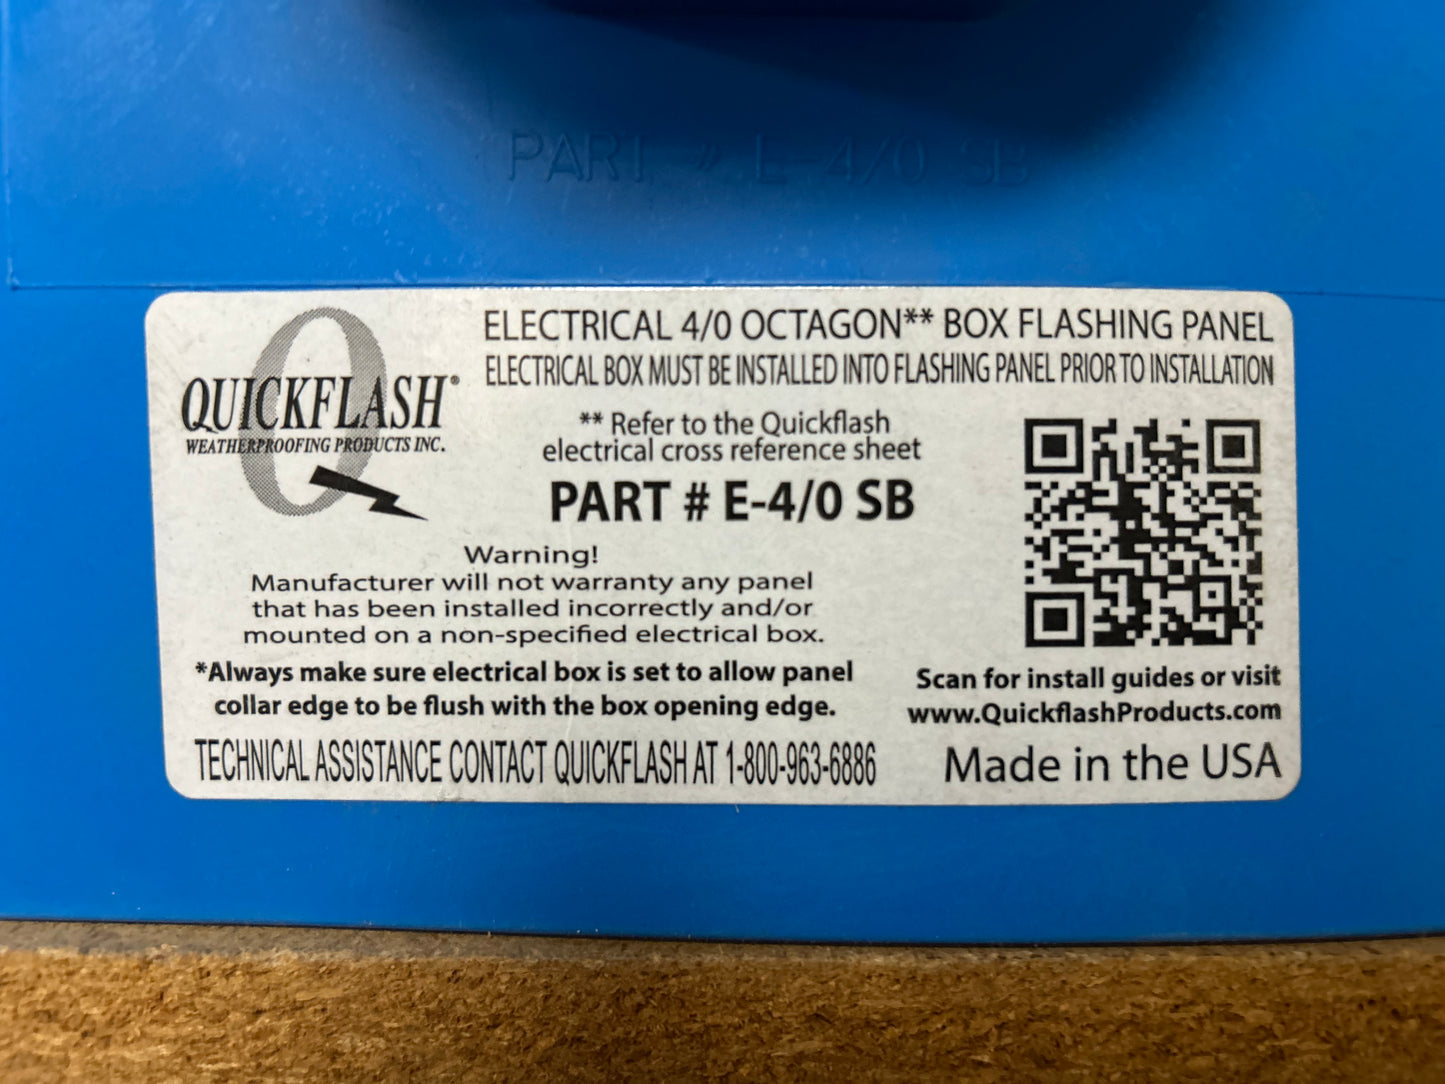 PART # E-4/0 SB
QUICKFLASH®
WEATHERPROOFING PRODUCTS INC.
ELECTRICAL 4/0 OCTAGON** BOX FLASHING PANEL
ELECTRICAL BOX MUST BE INSTALLED INTO FLASHING PANEL PRIOR TO INSTALLATION
** Refer to the Quickflash
electrical cross reference sheet
PART # E-4/0 SB
Warning!
Manufacturer will not warranty any panel
that has been installed incorrectly and/or
mounted on a non-specified electrical box.
*Always make sure electrical box is set to allow panel
collar edge to be flush with the box opening edge.
Scan for install guides or visit
www.QuickflashProducts.com
TECHNICAL ASSISTANCE CONTACT QUICKFLASH AT 1-800-963-6886
Made in the USA